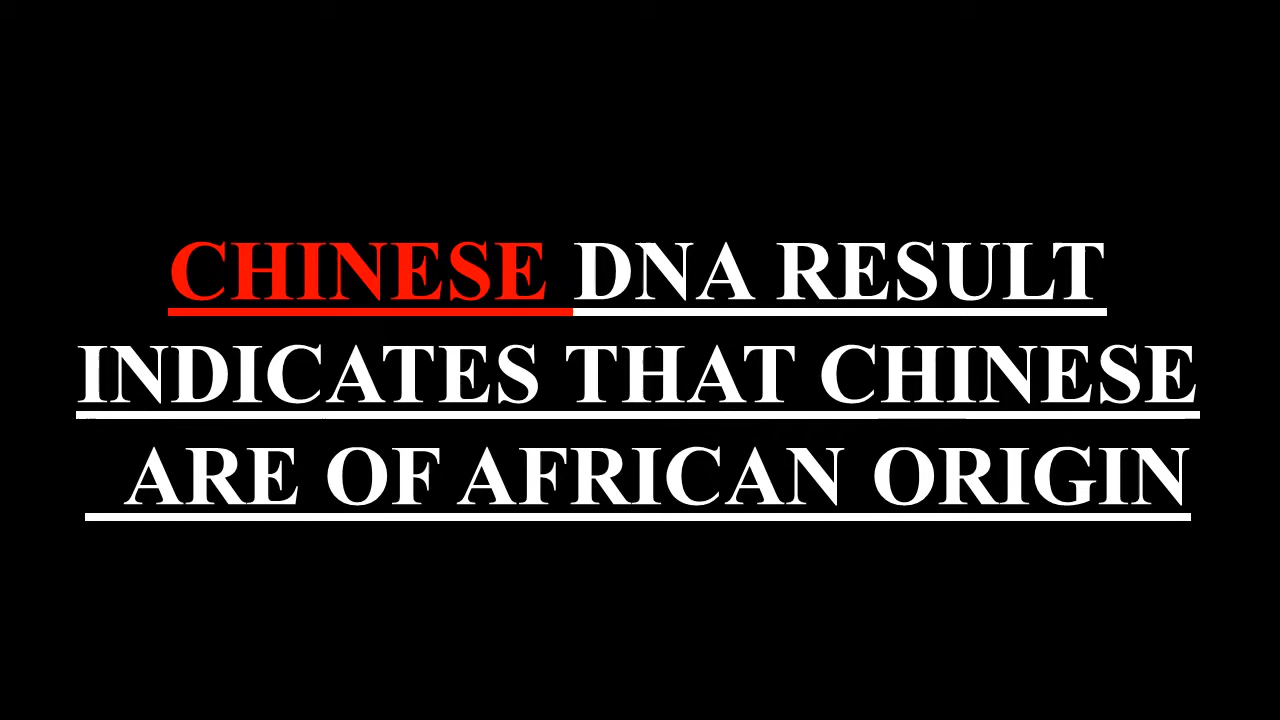 CHINESE DNA RESULT
INDICATES THAT CHINESE
ARE OF AFRICAN ORIGIN